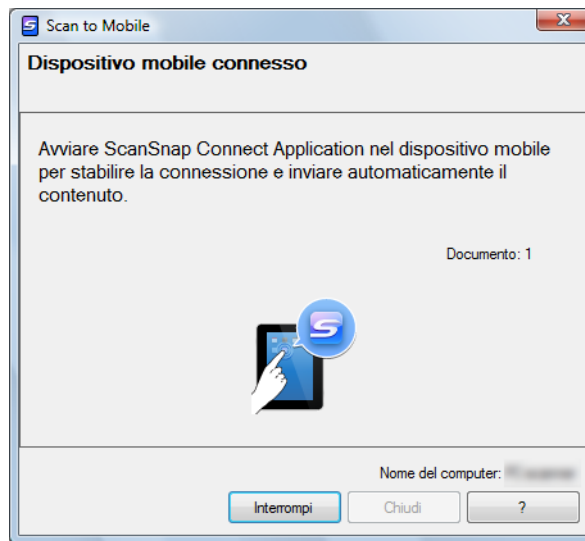 Scan to Mobile
Dispositivo mobile connesso
Avviare ScanSnap Connect Application nel dispositivo mobile
per stabilire la connessione e inviare automaticamente il
contenuto.
Documento: 1
Nome del computer:
Interrompi
Chiudi
?